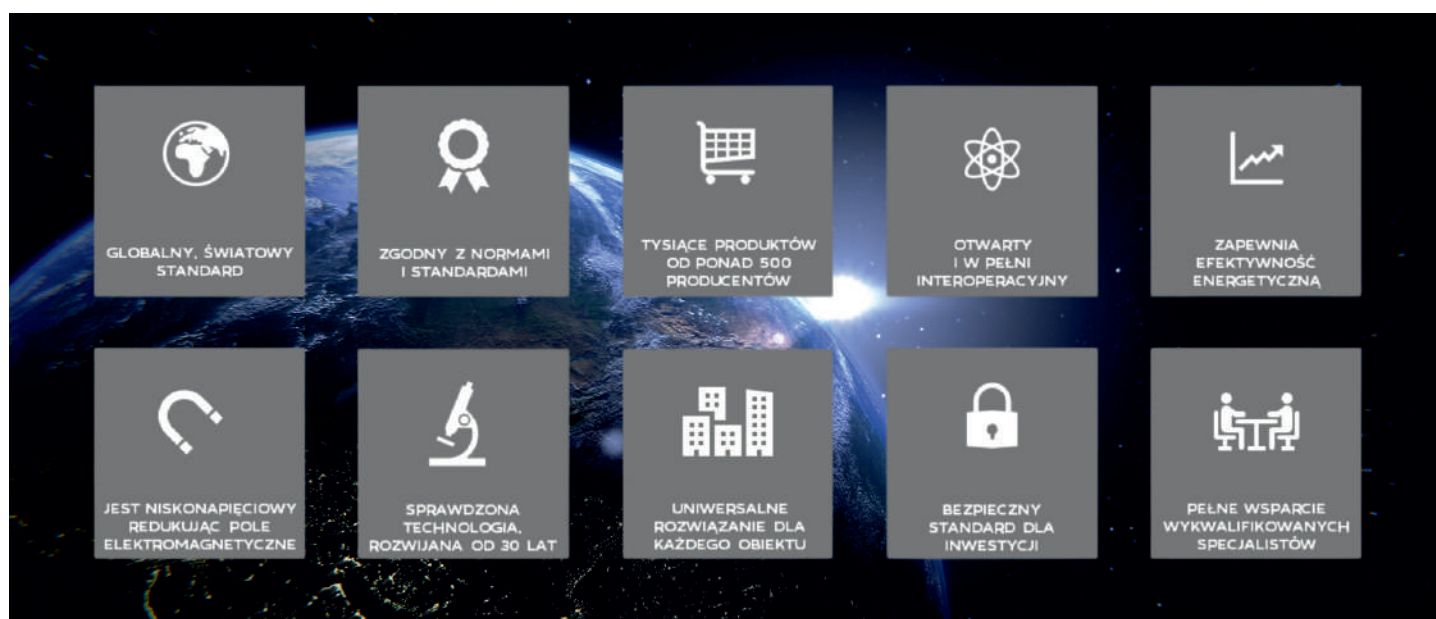 GLOBALNY, ŚWIATOWY
STANDARD
ZGODNY Z NORMAMI
I STANDARDAMI
TYSIĄCE PRODUKTÓW
OD PONAD 500
PRODUCENTÓW
OTWARTY
I W PEŁNI
INTEROPERACYJNY
ZAPEWNIA
EFEKTYWNOŚĆ
ENERGETYCZNĄ
JEST NISKONAPIĘCIOWY
REDUKUJĄC POLE
ELEKTROMAGNETYCZNE
SPRAWDZONA
TECHNOLOGIA,
ROZWIJANA OD 30 LAT
UNIWERSALNE
ROZWIĄZANIE DLA
KAŻDEGO OBIEKTU
BEZPIECZNY
STANDARD DLA
INWESTYCJI
PEŁNE WSPARCIE
WYKWALIFIKOWANYCH
SPECJALISTÓW